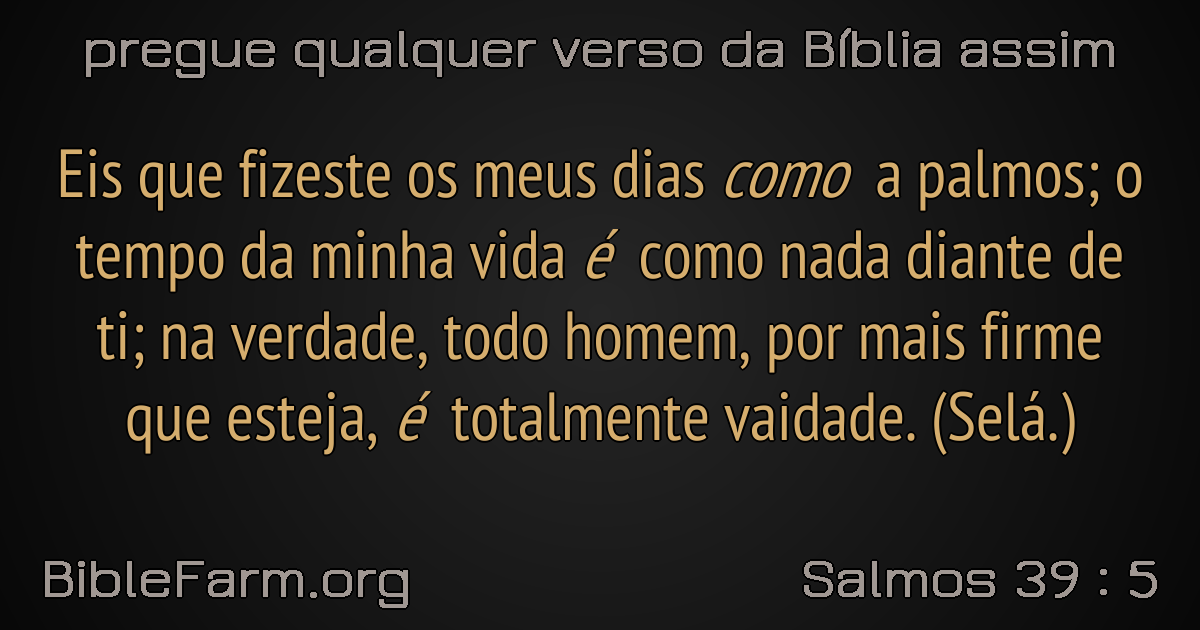 pregue qualquer verso da Bíblia assim
Eis que fizeste os meus dias como a palmos; o
tempo da minha vida é como nada diante de
ti; na verdade, todo homem, por mais firme
que esteja, é totalmente vaidade. (Selá.)
BibleFarm.org
Salmos 39 : 5